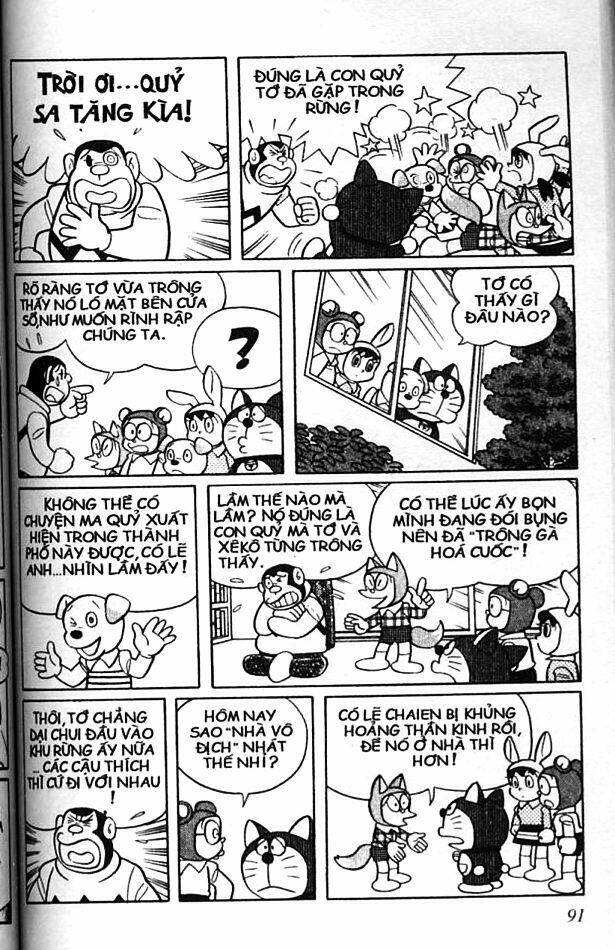 TRỜI ƠI...QUỶ
SA TĂNG KÌA!
ĐÚNG LÀ CON QUỶ
TỚ ĐÃ GẶP TRONG
RỪNG!
RÕ RÀNG TỚ VỪA TRÔNG
THẤY NÓ LÓ MẶT BÊN CỬA
SỔ,NHƯ MUỐN RÌNH RẬP
CHÚNG TA.
?
TỚ CÓ
THẤY GÌ
ĐÂU NÀO?
KHÔNG THỂ CÓ
CHUYỆN MA QUỶ XUẤT
HIỆN TRONG THÀNH
PHỐ NÀY ĐƯỢC, CÓ LẼ
ANH...NHÌN LẦM ĐẤY!
LẦM THẾ NÀO MÀ
LẦM? NÓ ĐÚNG LÀ
CON QUỶ MÀ TỚ VÀ
XÊKÔ TỪNG TRÔNG
THẤY.
CÓ THỂ LÚC ẤY BỌN
MÌNH ĐANG ĐÓI BỤNG
NÊN ĐÃ "TRÔNG GÀ
HOÁ CUỐC"!
THÔI, TỚ CHẲNG
DẠI CHUI ĐẦU VÀO
KHU RỪNG ẤY NỮA
... CÁC CẬU THÍCH
THÌ CỨ ĐI VỚI NHAU
!
HÔM NAY
SAO "NHÀ VÔ
ĐỊCH" NHÁT
THẾ NHỈ?
CÓ LẼ CHAIEN BỊ KHỦNG
HOẢNG THẦN KINH RỒI,
ĐỂ NÓ Ở NHÀ THÌ
HƠN!
91